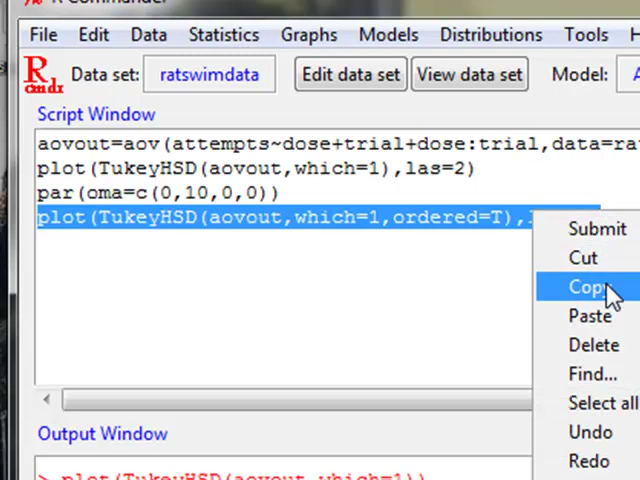 R Commander
File Edit Data Statistics Graphs Models Distributions Tools
R cmdr Data set: ratswimdata Edit data set View data set Model:
Script Window
aovout=aov(attempts~dose+trial+dose:trial,data=ra
plot(TukeyHSD(aovout,which=1),las=2)
par(oma=c(0,10,0,0))
plot(TukeyHSD(aovout,which=1,ordered=T),
Submit
Cut
Copy
Paste
Delete
Find...
Select all
Undo
Redo
Output Window
> plot(TukeyHSD(aovout,which=1))